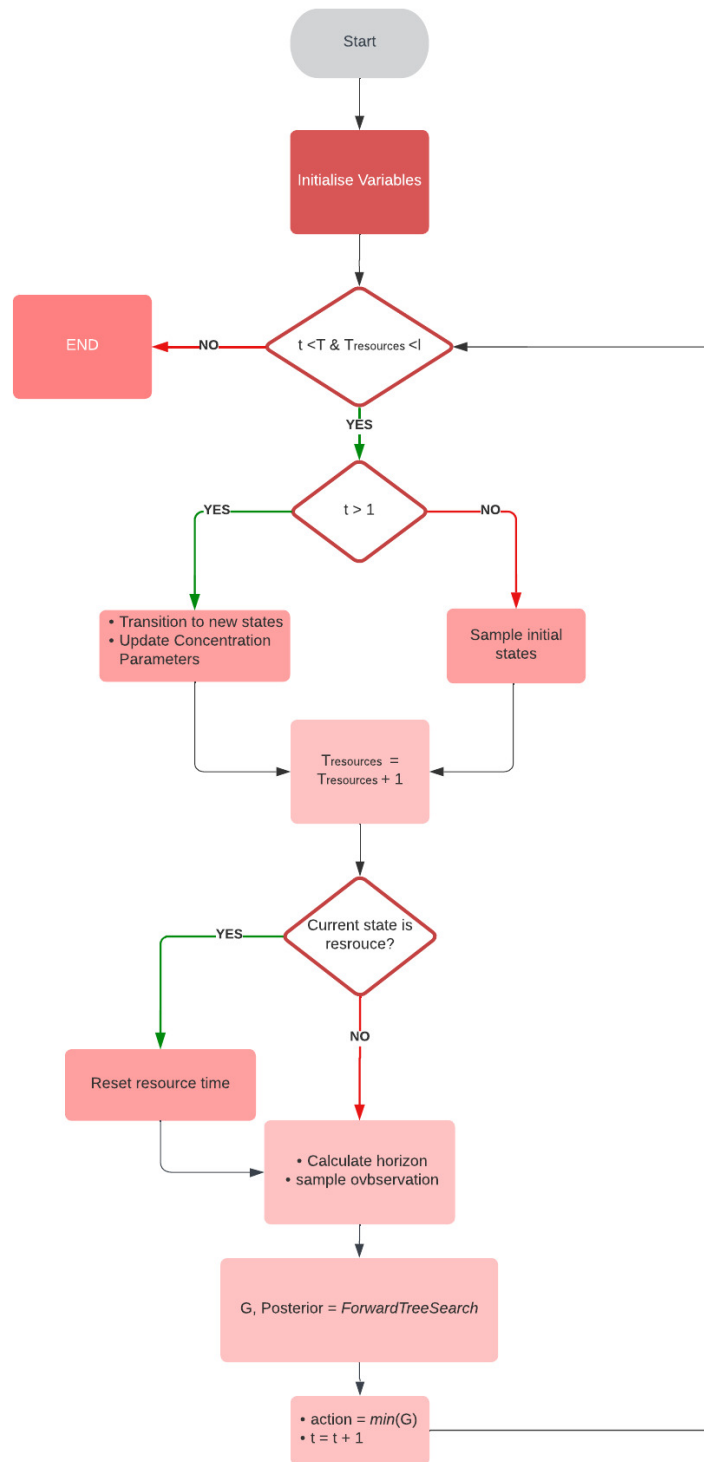 Start
Initialise Variables
END
NO
t <T & Tresources <I
YES
t > 1
YES
NO
• Transition to new states
• Update Concentration
Parameters
Sample initial
states
Tresources =
Tresources + 1
Current state is
resrouce?
YES
NO
Reset resource time
• Calculate horizon
• sample ovbservation
G, Posterior = ForwardTreeSearch
• action = min(G)
• t = t + 1